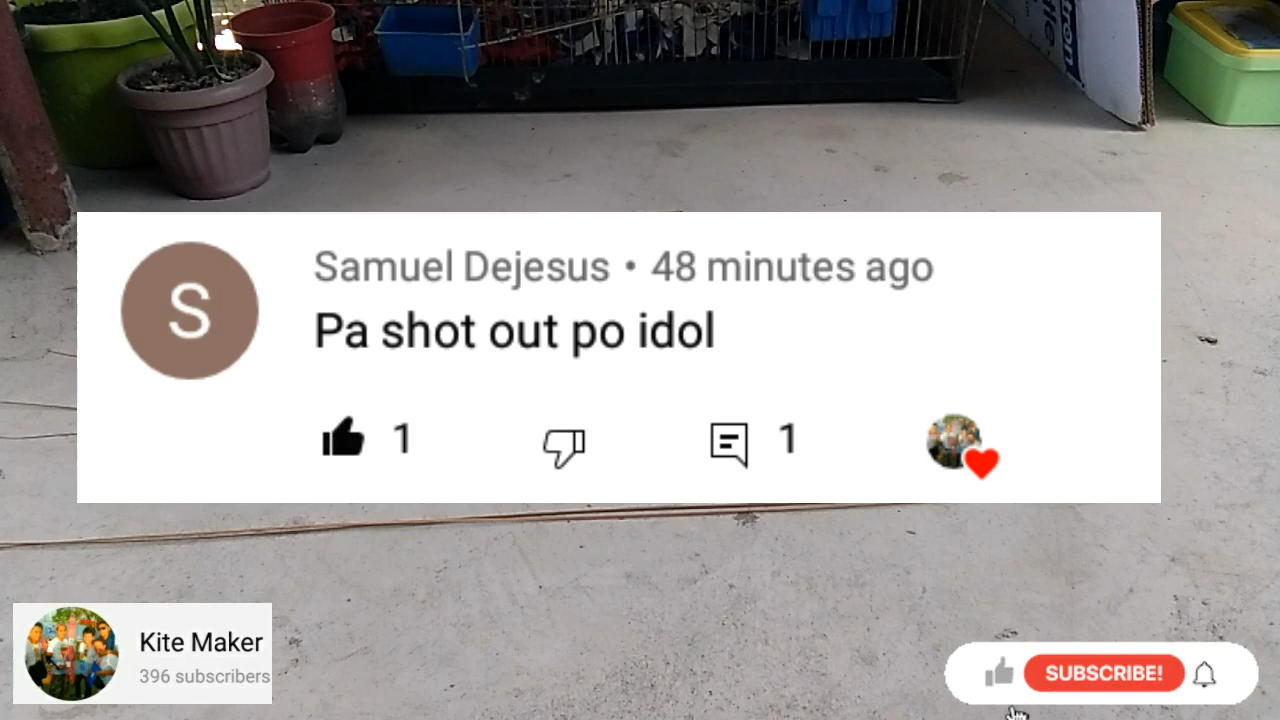 S
Samuel Dejesus • 48 minutes ago
Pa shot out po idol
1
1
Kite Maker
396 subscribers
SUBSCRIBE!